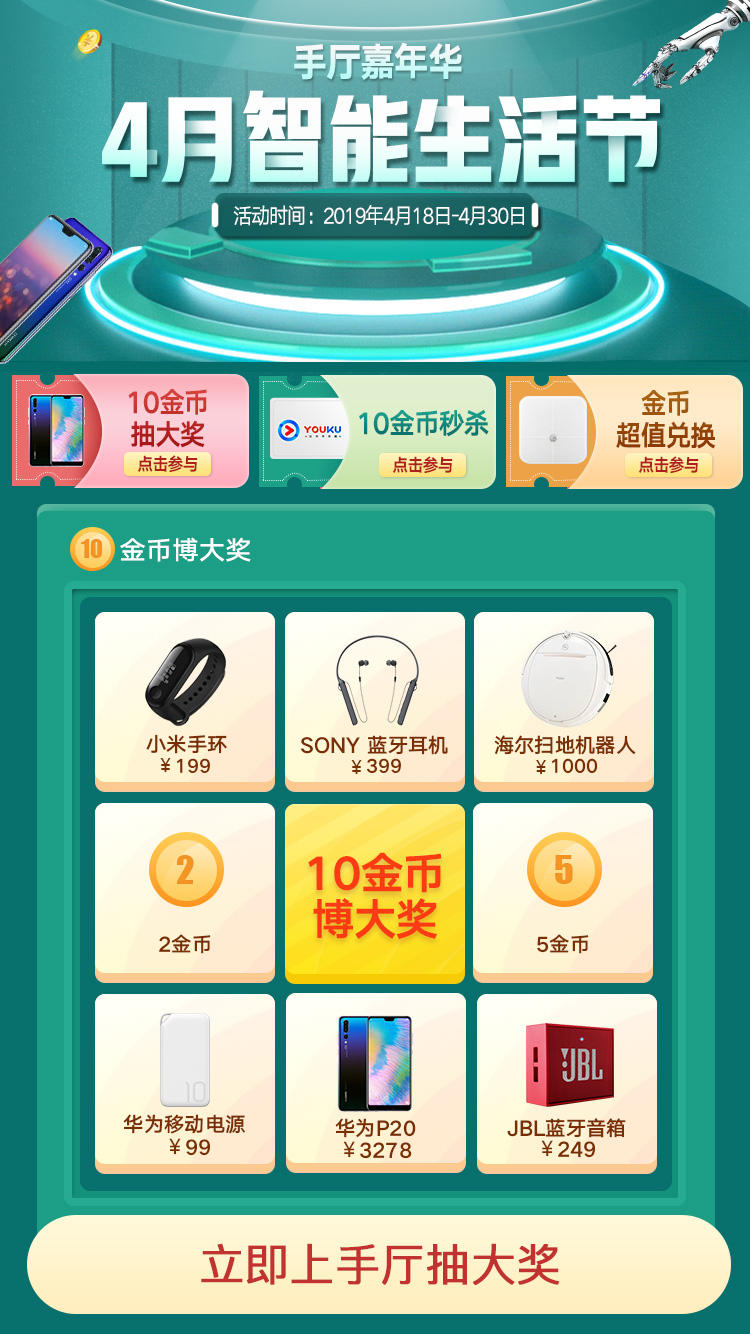 手厅嘉年华
4月智能生活节
活动时间：2019年4月18日-4月30日
10金币
抽大奖
点击参与
YOUKU
10金币秒杀
点击参与
金币
超值兑换
点击参与
10 金币博大奖
小米手环
￥199
SONY 蓝牙耳机
￥399
海尔扫地机器人
￥1000
2
2金币
10金币
博大奖
5
5金币
10
华为移动电源
￥99
华为P20
￥3278
JBL
JBL蓝牙音箱
￥249
立即上手厅抽大奖